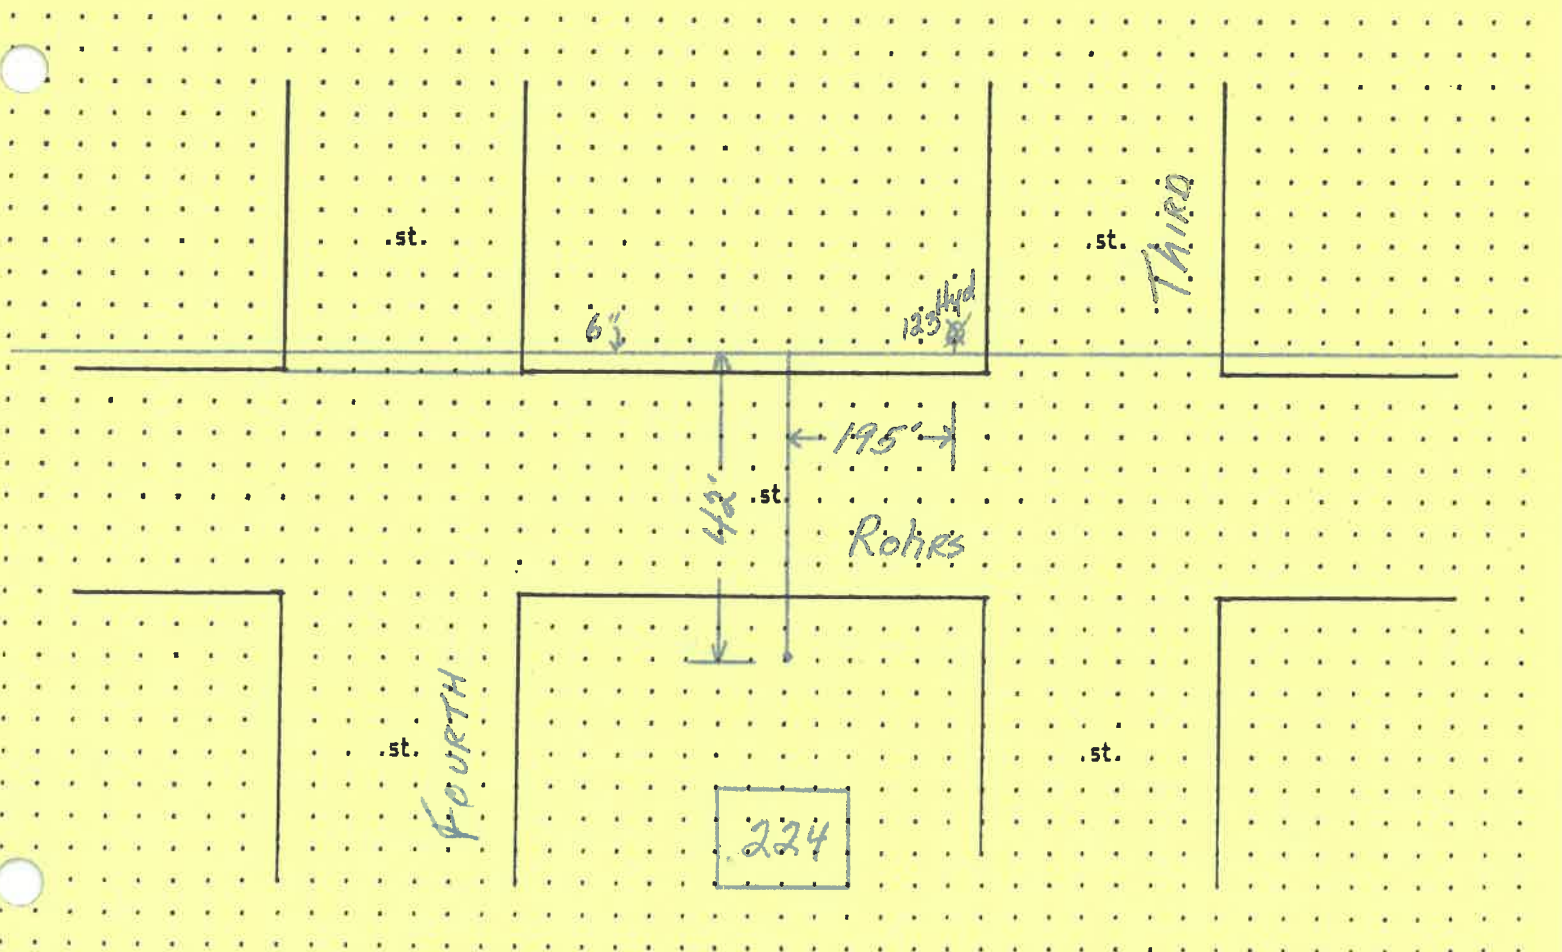 .st.
.st.
THIRD
6"
123 Hyd
195'
42'
.st.
Rohrs
FOURTH
.st.
.st.
224